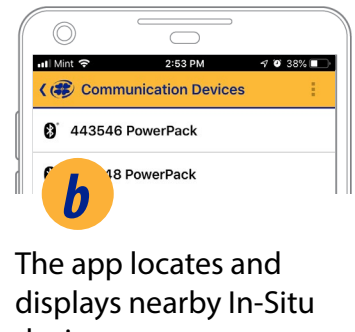 Mint 2:53 PM 38%
Communication Devices
443546 PowerPack
48 PowerPack
b
The app locates and
displays nearby In-Situ